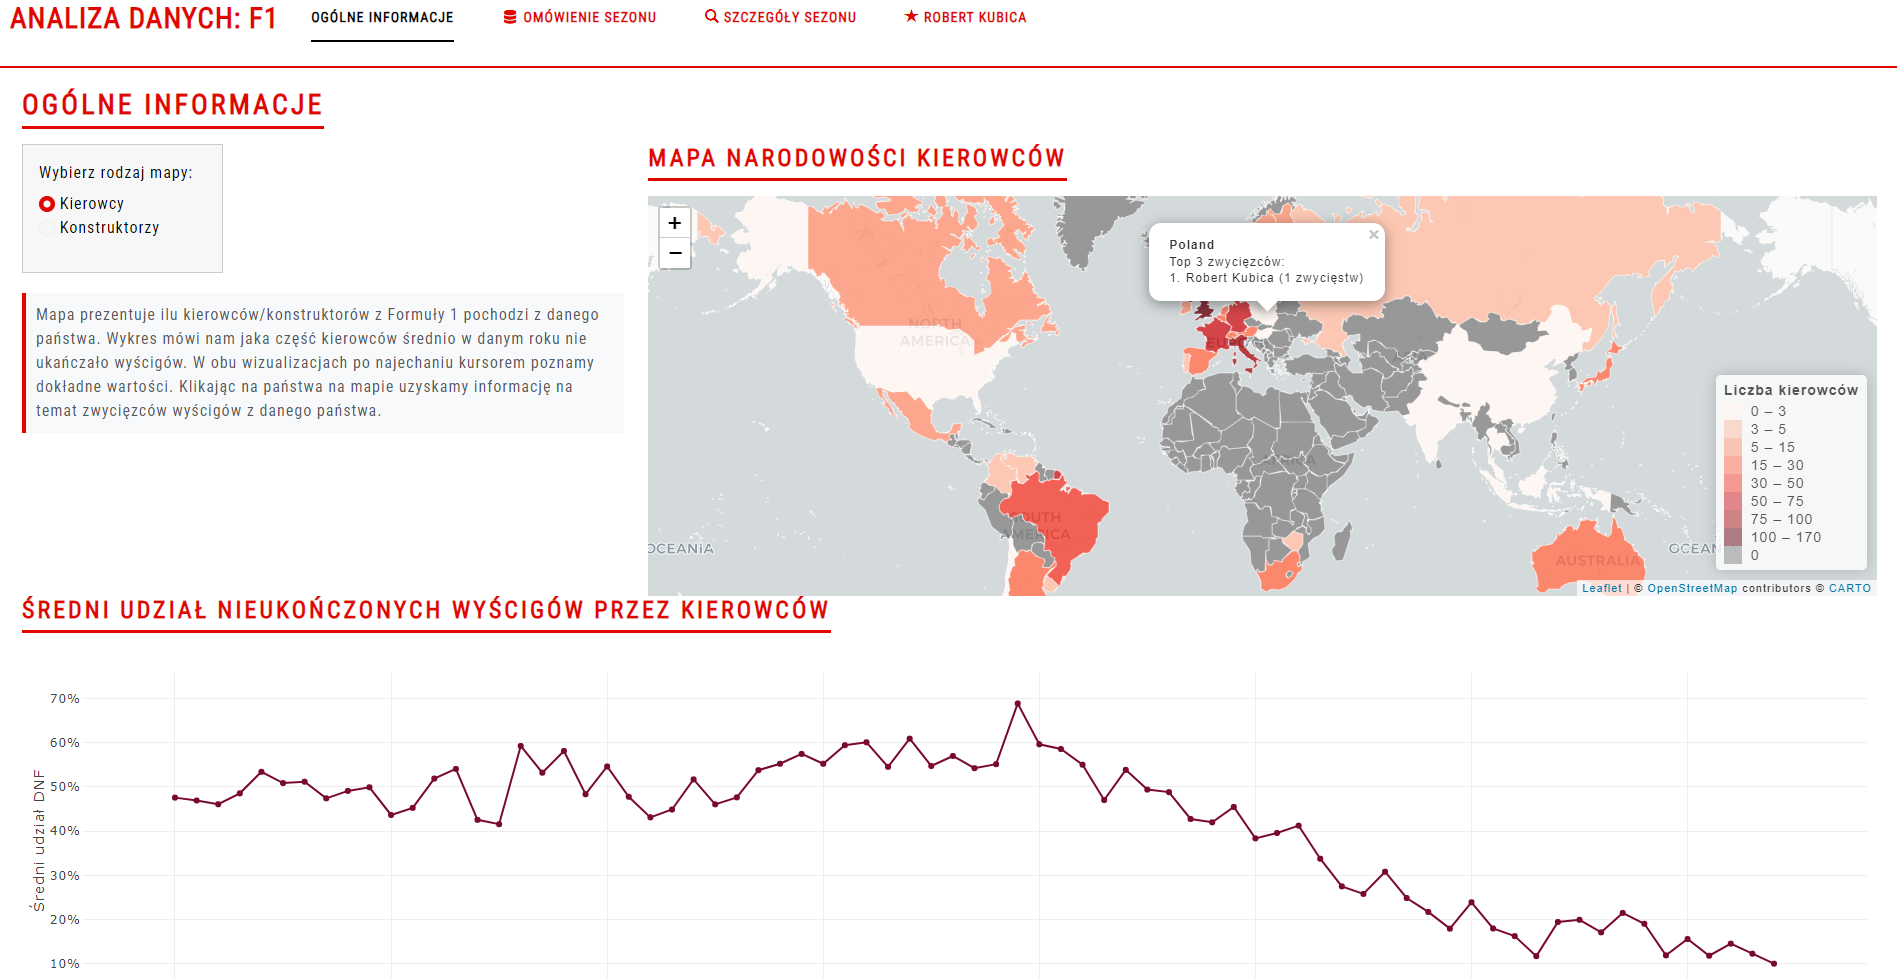 ANALIZA DANYCH: F1
OGÓLNE INFORMACJE
OMÓWIENIE SEZONU
SZCZEGÓŁY SEZONU
ROBERT KUBICA
OGÓLNE INFORMACJE
Wybierz rodzaj mapy:
Kierowcy
Konstruktorzy
Mapa prezentuje ilu kierowców/konstruktorów z Formuły 1 pochodzi z danego
państwa. Wykres mówi nam jaka część kierowców średnio w danym roku nie
ukańczało wyścigów. W obu wizualizacjach po najechaniu kursorem poznamy
dokładne wartości. Klikając na państwa na mapie uzyskamy informację na
temat zwycięzców wyścigów z danego państwa.
MAPA NARODOWOŚCI KIEROWCÓW
+
−
Poland
×
Top 3 zwycięzców:
1. Robert Kubica (1 zwycięstw)
NORTH
AMERICA
SOUTH
AMERICA
AFRICA
OCEANIA
AUSTRALIA
Liczba kierowców
0 – 3
3 – 5
5 – 15
15 – 30
30 – 50
50 – 75
75 – 100
100 – 170
0
Leaflet | © OpenStreetMap contributors © CARTO
ŚREDNI UDZIAŁ NIEUKOŃCZONYCH WYŚCIGÓW PRZEZ KIEROWCÓW
Średni udział DNF
70%
60%
50%
40%
30%
20%
10%